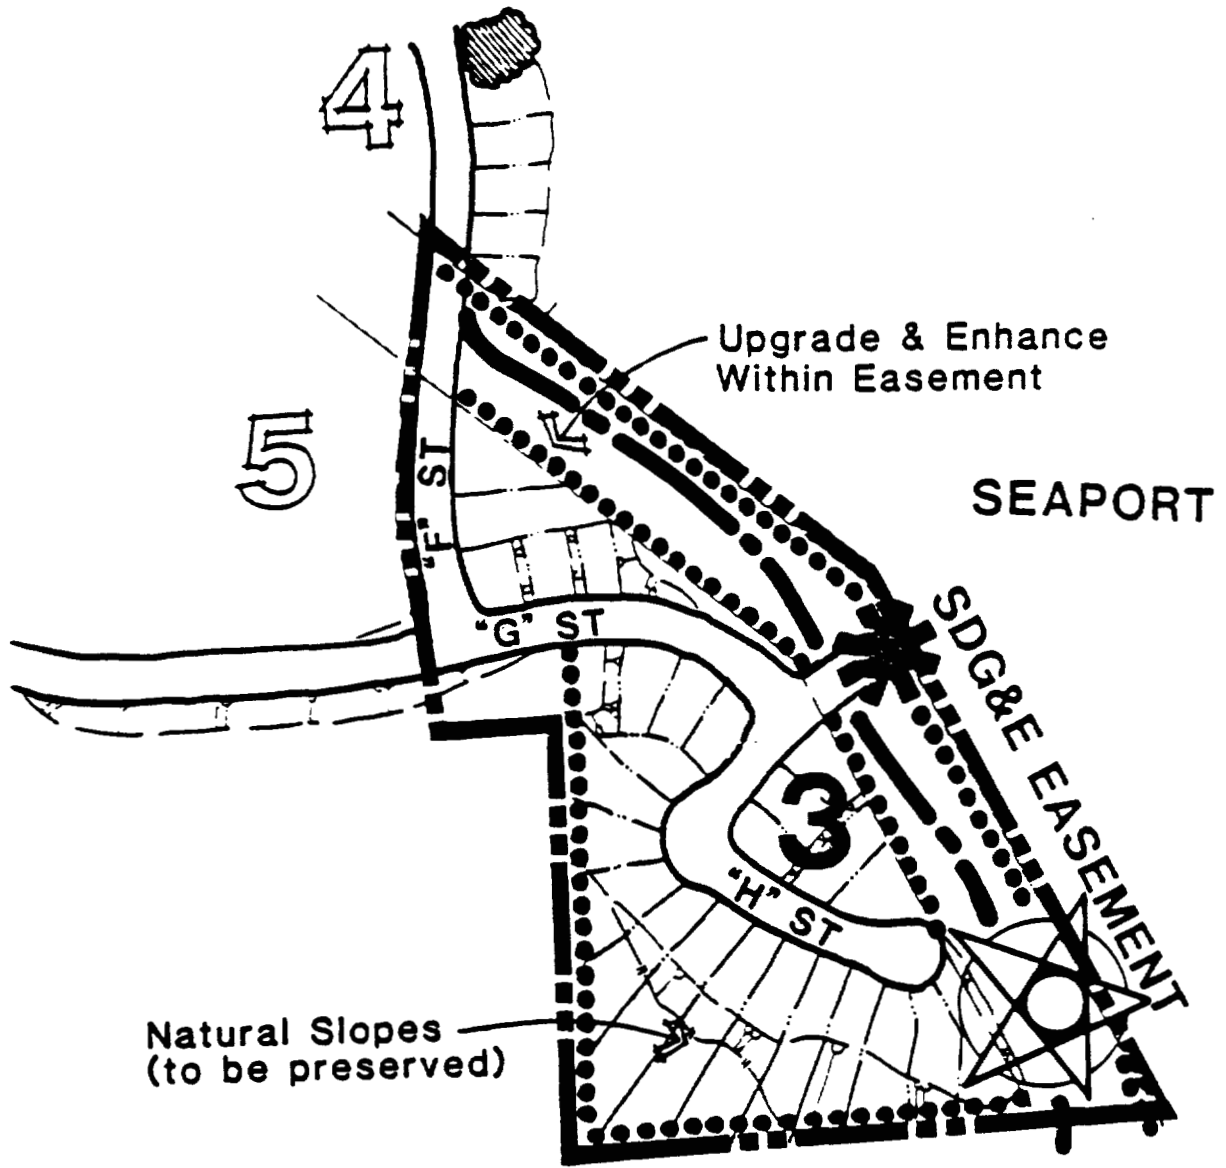 4
Upgrade & Enhance
Within Easement
5
SEAPORT
"F" ST
"G" ST
SDG&E EASEMENT
3
"H" ST
Natural Slopes
(to be preserved)